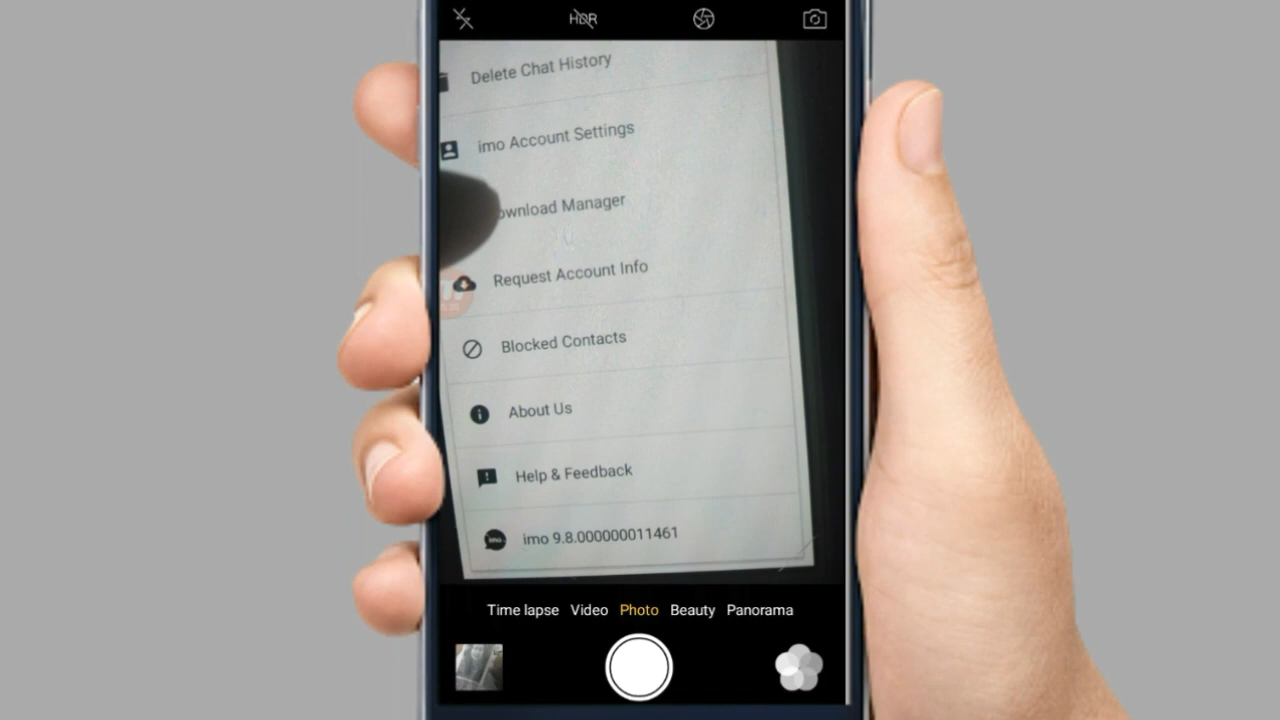 HDR
Delete Chat History
imo Account Settings
ownload Manager
Request Account Info
Blocked Contacts
About Us
Help & Feedback
imo
imo 9.8.000000011461
Time lapse Video Photo Beauty Panorama